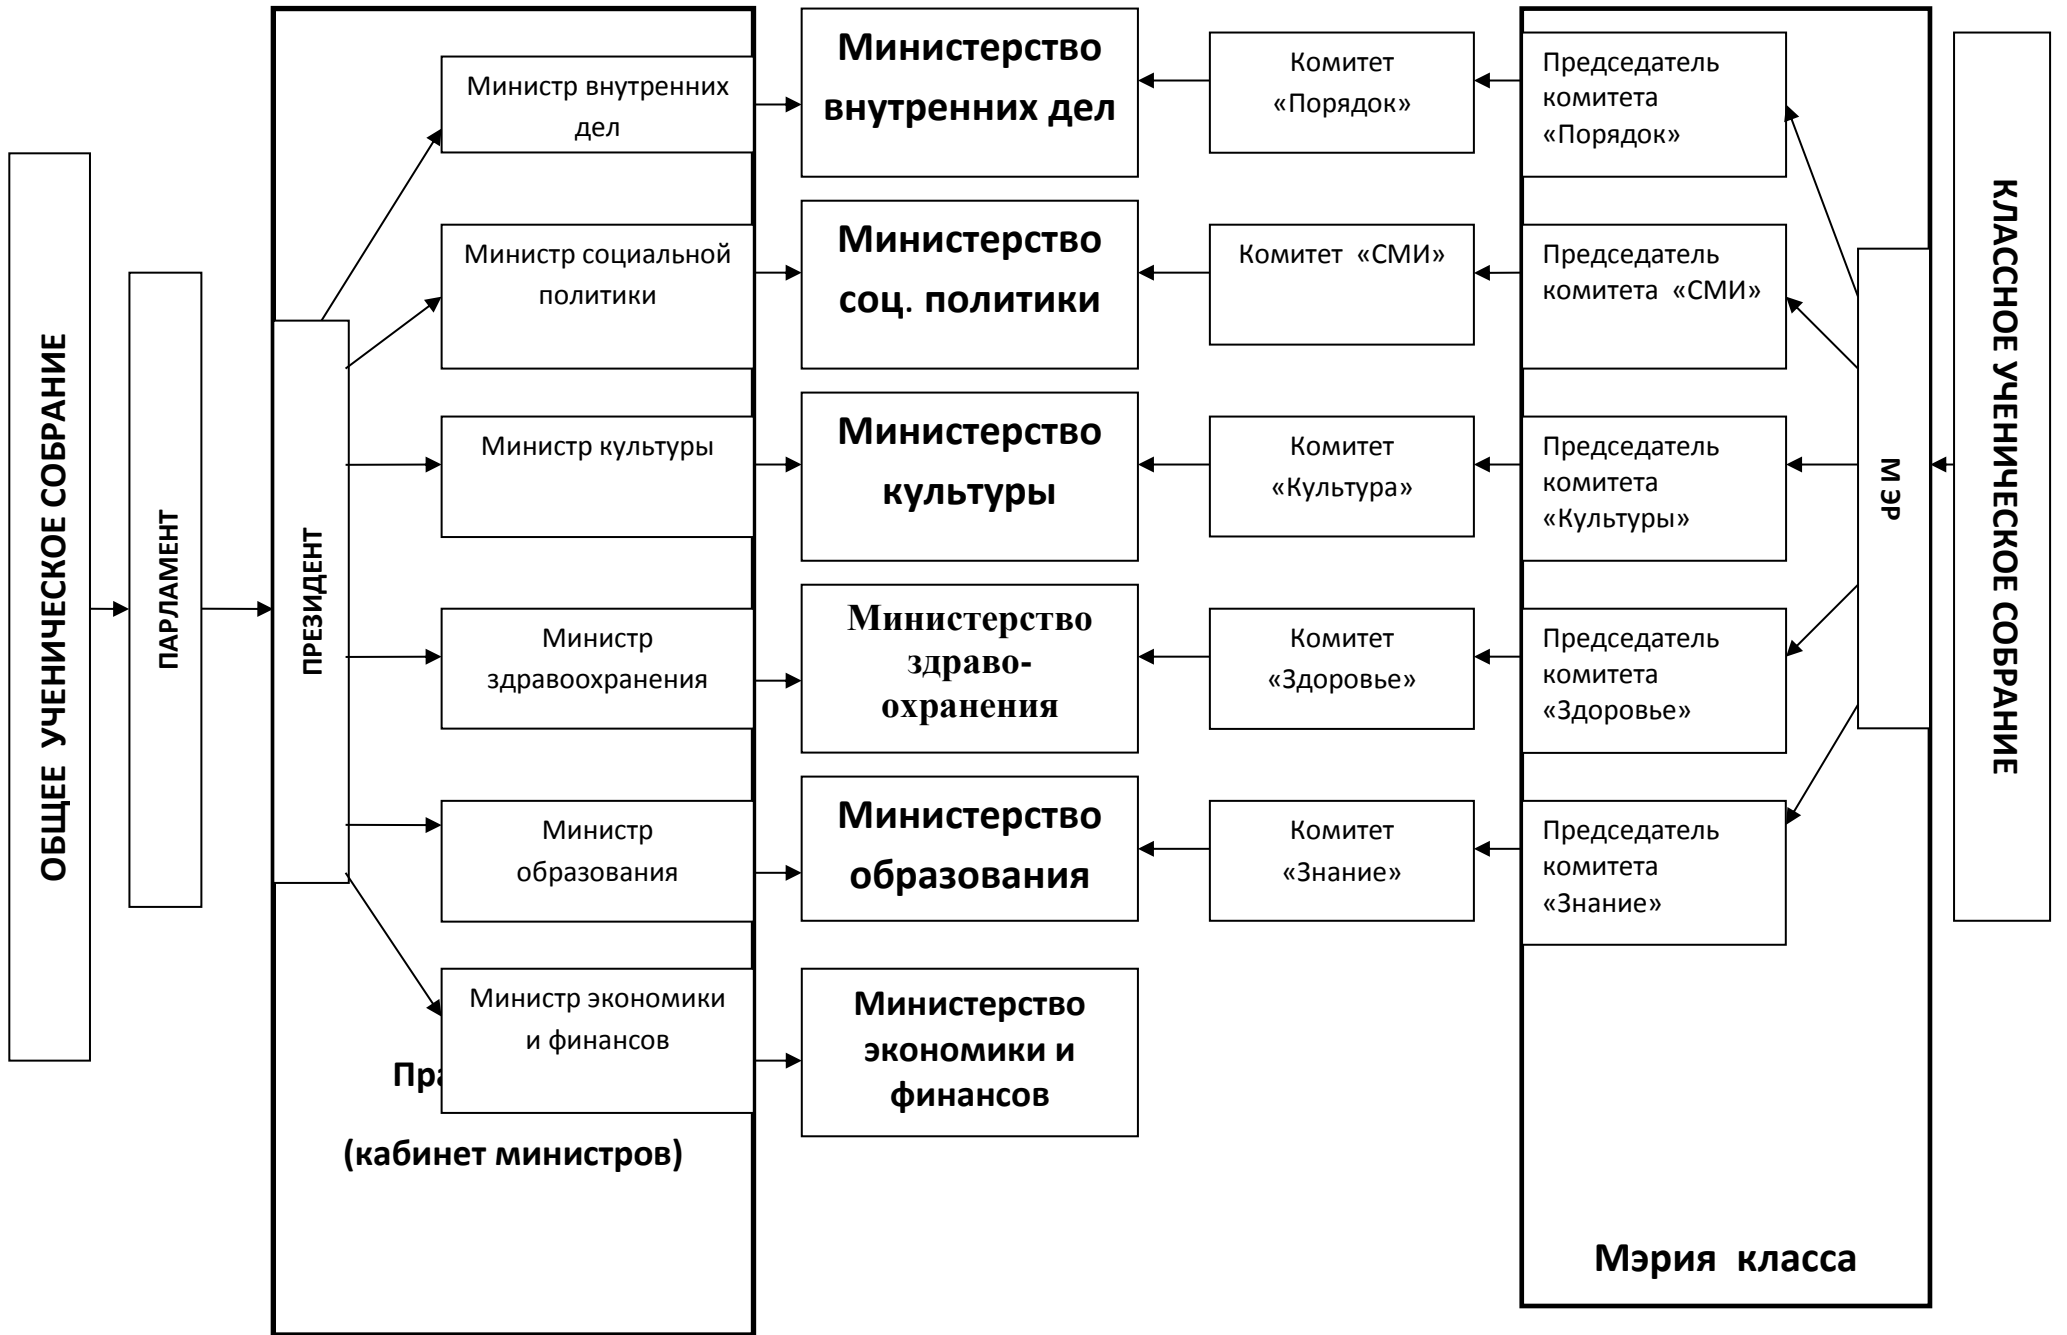 ОБЩЕЕ УЧЕНИЧЕСКОЕ СОБРАНИЕ
ПАРЛАМЕНТ
ПРЕЗИДЕНТ
Министр внутренних
дел
Министр социальной
политики
Министр культуры
Министр
здравоохранения
Министр
образования
Министр экономики
и финансов
(кабинет министров)
Министерство
внутренних дел
Министерство
соц. политики
Министерство
культуры
Министерство
здраво-
охранения
Министерство
образования
Министерство
экономики и
финансов
Комитет
«Порядок»
Комитет «СМИ»
Комитет
«Культура»
Комитет
«Здоровье»
Комитет
«Знание»
Председатель
комитета
«Порядок»
Председатель
комитета «СМИ»
Председатель
комитета
«Культуры»
Председатель
комитета
«Здоровье»
Председатель
комитета
«Знание»
Мэрия класса
М ЭР
КЛАССНОЕ УЧЕНИЧЕСКОЕ СОБРАНИЕ